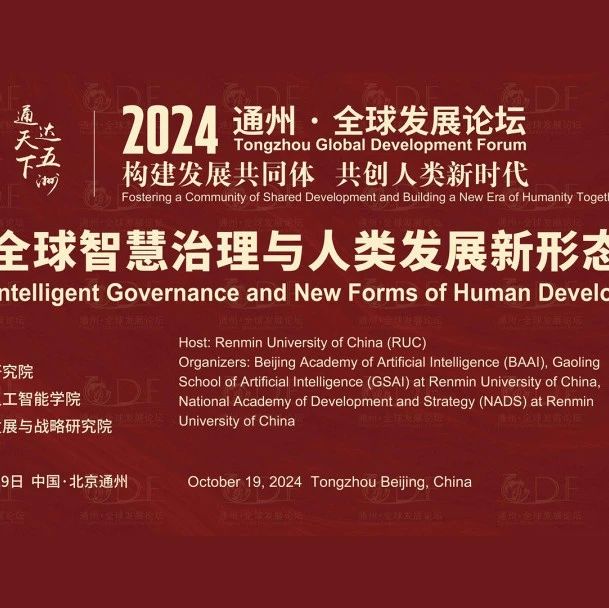 通达
天下
五洲
2024 通州·全球发展论坛
Tongzhou Global Development Forum
构建发展共同体 共创人类新时代
Fostering a Community of Shared Development and Building a New Era of Humanity Togeth
全球智慧治理与人类发展新形态
ntelligent Governance and New Forms of Human Develo
Host: Renmin University of China (RUC)
Organizers: Beijing Academy of Artificial Intelligence (BAAI), Gaoling
School of Artificial Intelligence (GSAI) at Renmin University of China,
National Academy of Development and Strategy (NADS) at Renmin
University of China
研究院
工智能学院
发展与战略研究院
9日 中国·北京通州
October 19, 2024 Tongzhou Beijing, China